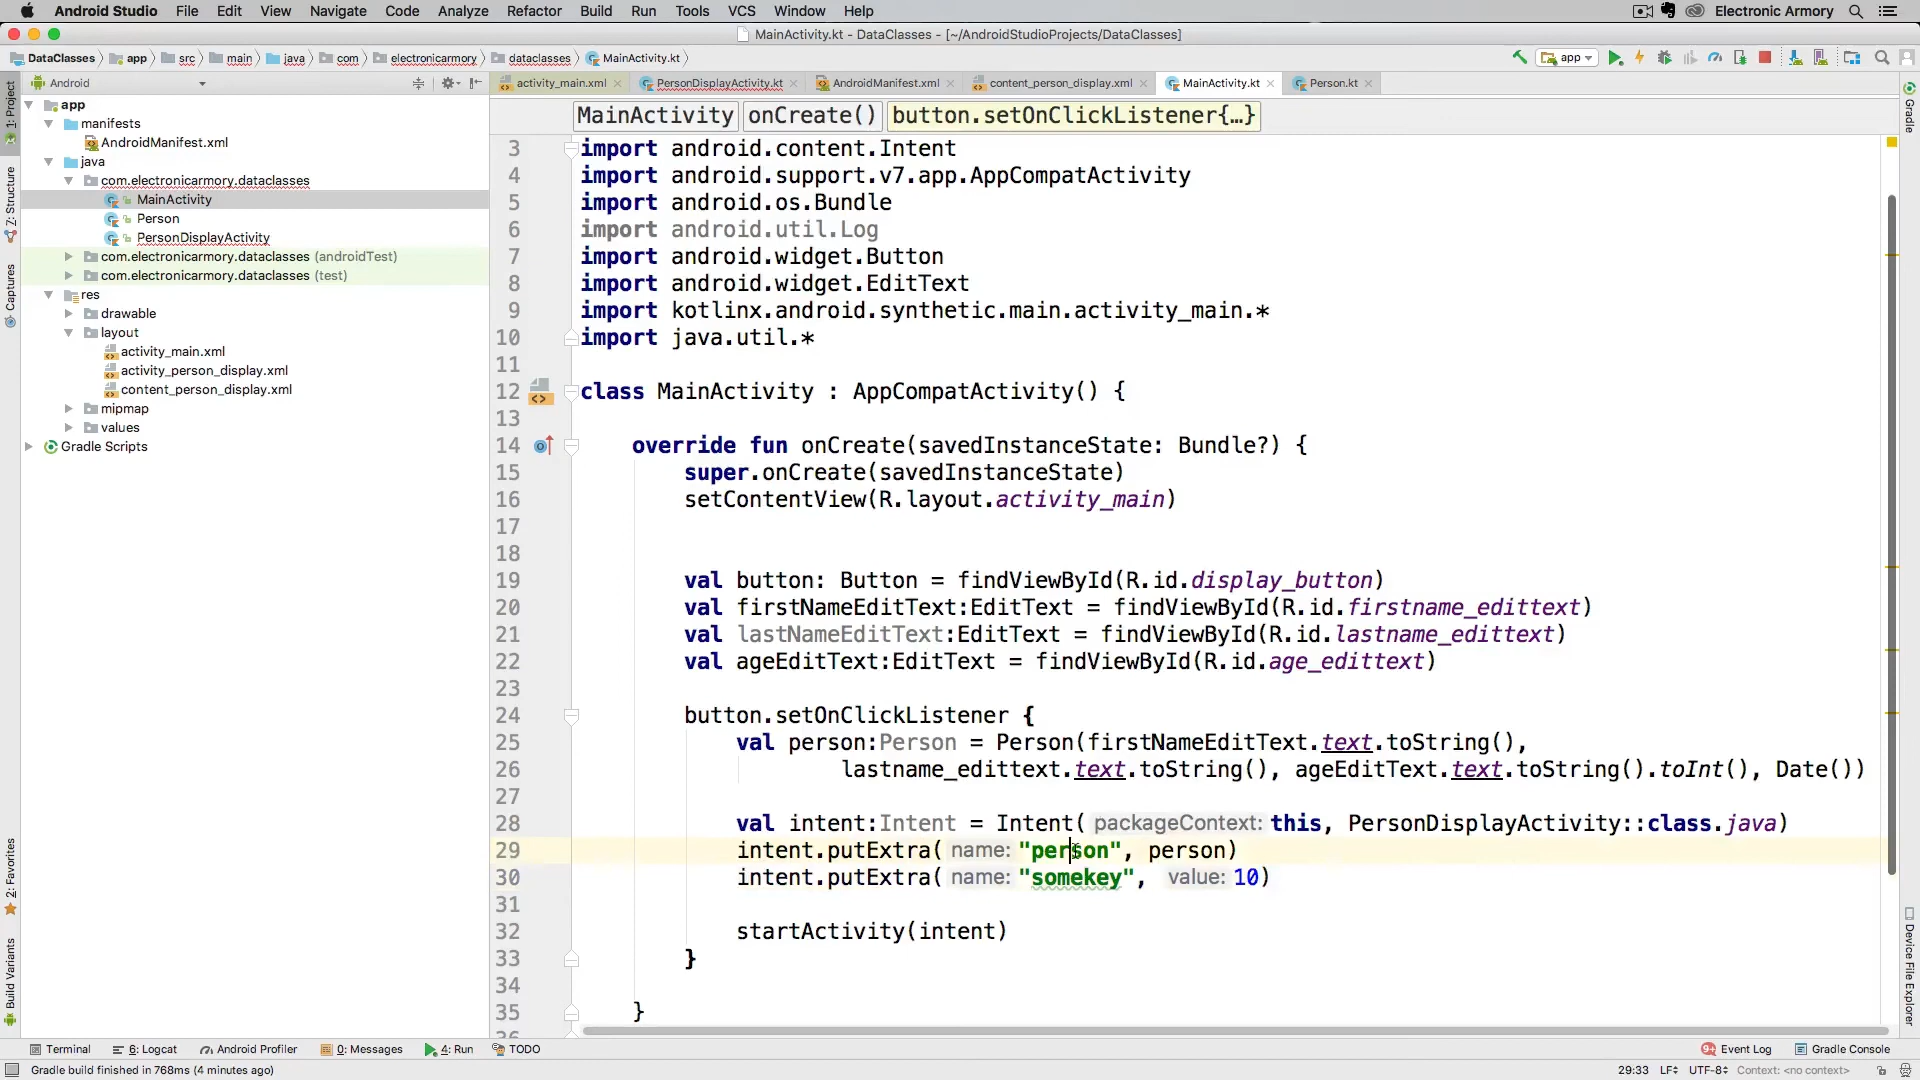 Android Studio File Edit View Navigate Code Analyze Refactor Build Run Tools VCS Window Help Electronic Armory
MainActivity.kt - DataClasses - [~/AndroidStudioProjects/DataClasses]
DataClasses app src main java com electronicarmory dataclasses MainActivity.kt app
Android activity_main.xml PersonDisplayActivity.kt AndroidManifest.xml content_person_display.xml MainActivity.kt Person.kt
1: Project
Z: Structure
Captures
2: Favorites
Build Variants
app
manifests
AndroidManifest.xml
java
com.electronicarmory.dataclasses
MainActivity
Person
PersonDisplayActivity
com.electronicarmory.dataclasses (androidTest)
com.electronicarmory.dataclasses (test)
res
drawable
layout
activity_main.xml
activity_person_display.xml
content_person_display.xml
mipmap
values
Gradle Scripts
MainActivity onCreate() button.setOnClickListener{...}
3 import android.content.Intent
4 import android.support.v7.app.AppCompatActivity
5 import android.os.Bundle
6 import android.util.Log
7 import android.widget.Button
8 import android.widget.EditText
9 import kotlinx.android.synthetic.main.activity_main.*
10 import java.util.*
11
12 class MainActivity : AppCompatActivity() {
13
14 override fun onCreate(savedInstanceState: Bundle?) {
15 super.onCreate(savedInstanceState)
16 setContentView(R.layout.activity_main)
17
18
19 val button: Button = findViewById(R.id.display_button)
20 val firstNameEditText:EditText = findViewById(R.id.firstname_edittext)
21 val lastNameEditText:EditText = findViewById(R.id.lastname_edittext)
22 val ageEditText:EditText = findViewById(R.id.age_edittext)
23
24 button.setOnClickListener {
25 val person:Person = Person(firstNameEditText.text.toString(),
26 lastname_edittext.text.toString(), ageEditText.text.toString().toInt(), Date())
27
28 val intent:Intent = Intent( packageContext: this, PersonDisplayActivity::class.java)
29 intent.putExtra( name: "person", person)
30 intent.putExtra( name: "somekey", value: 10)
31
32 startActivity(intent)
33 }
34
35 }
Gradle
Device File Explorer
Terminal 6: Logcat Android Profiler 0: Messages 4: Run TODO Event Log Gradle Console
Gradle build finished in 768ms (4 minutes ago) 29:33 LF UTF-8 Context: <no context>